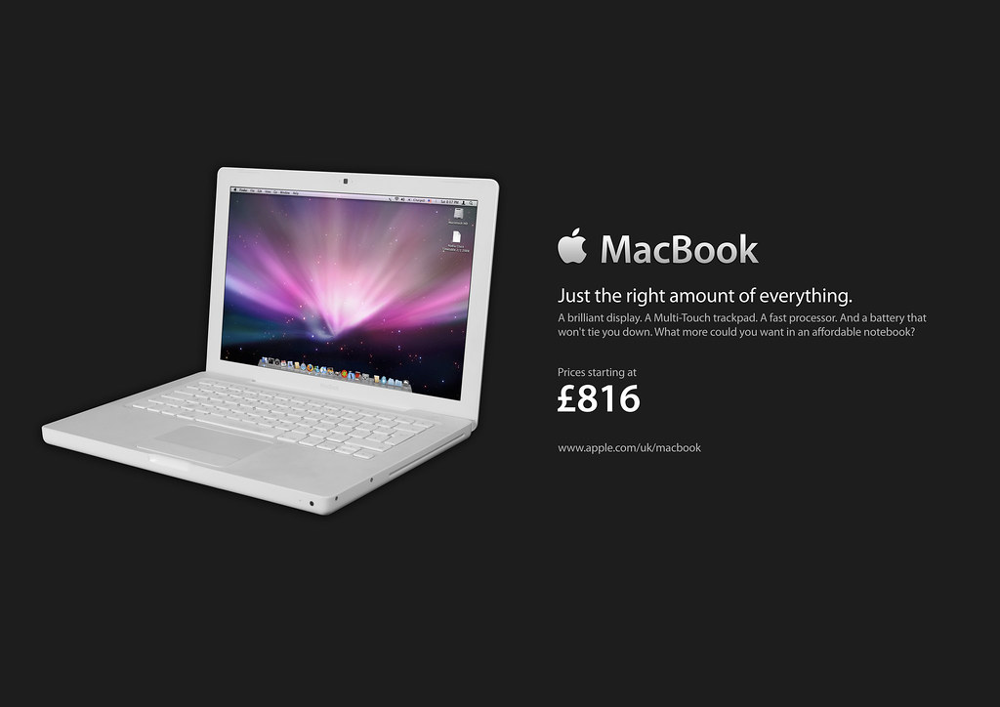 MacBook
Just the right amount of everything.
A brilliant display. A Multi-Touch trackpad. A fast processor. And a battery that
won't tie you down. What more could you want in an affordable notebook?
Prices starting at
£816
www.apple.com/uk/macbook